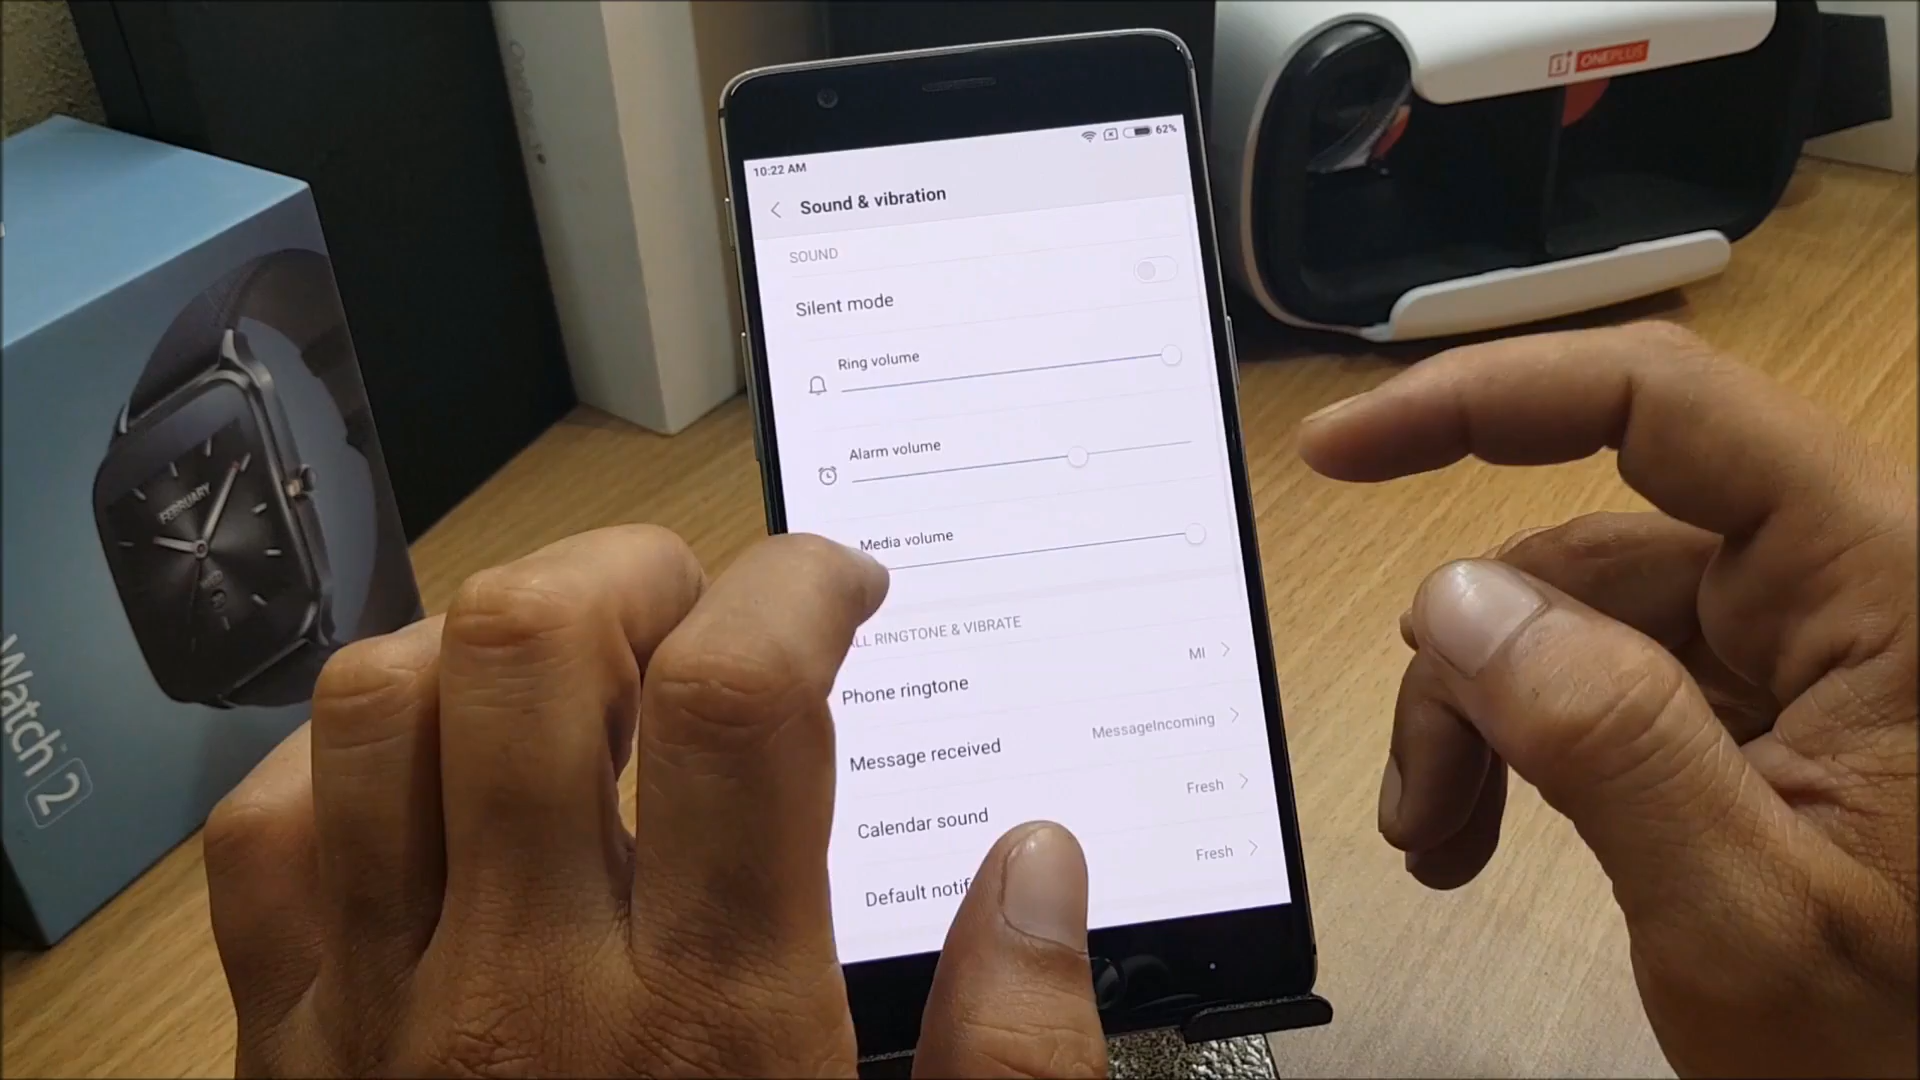 ONEPLUS
62%
10:22 AM
Sound & vibration
SOUND
Silent mode
Ring volume
Alarm volume
Media volume
LL RINGTONE & VIBRATE
Phone ringtone MI
Message received MessageIncoming
Calendar sound Fresh
Default notif Fresh
FEBRUARY
Watch 2